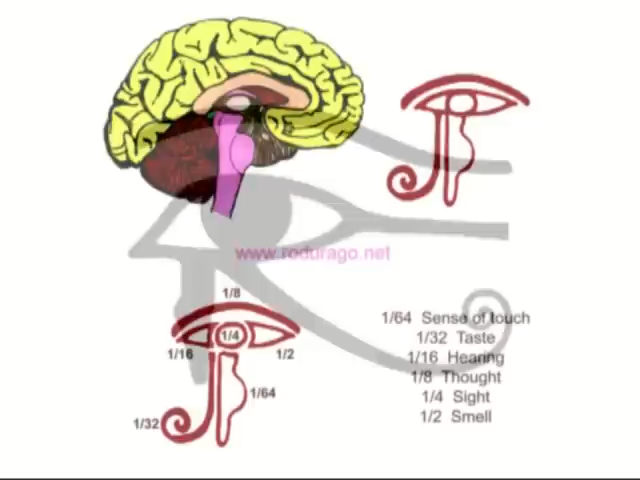 www.rodurago.net
1/8
1/4
1/16
1/2
1/64
1/32
1/64 Sense of touch
1/32 Taste
1/16 Hearing
1/8 Thought
1/4 Sight
1/2 Smell